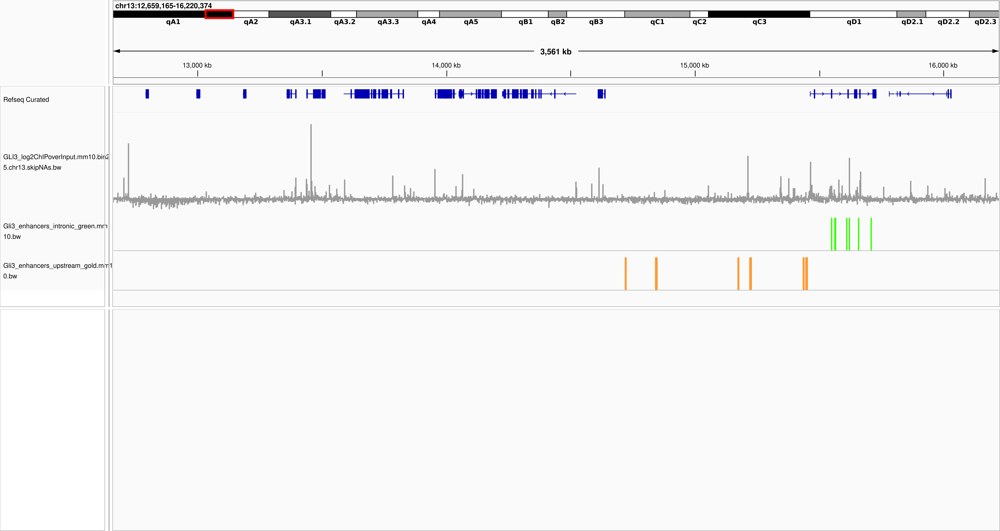 chr13:12,659,165-16,220,374
qA1 qA2 qA3.1 qA3.2 qA3.3 qA4 qA5 qB1 qB2 qB3 qC1 qC2 qC3 qD1 qD2.1 qD2.2 qD2.3
3,561 kb
13,000 kb 14,000 kb 15,000 kb 16,000 kb
Refseq Curated
GLI3_log2ChIPoverInput.mm10.bin2
5.chr13.skipNAs.bw
Gli3_enhancers_intronic_green.mm
10.bw
Gli3_enhancers_upstream_gold.mm1
0.bw